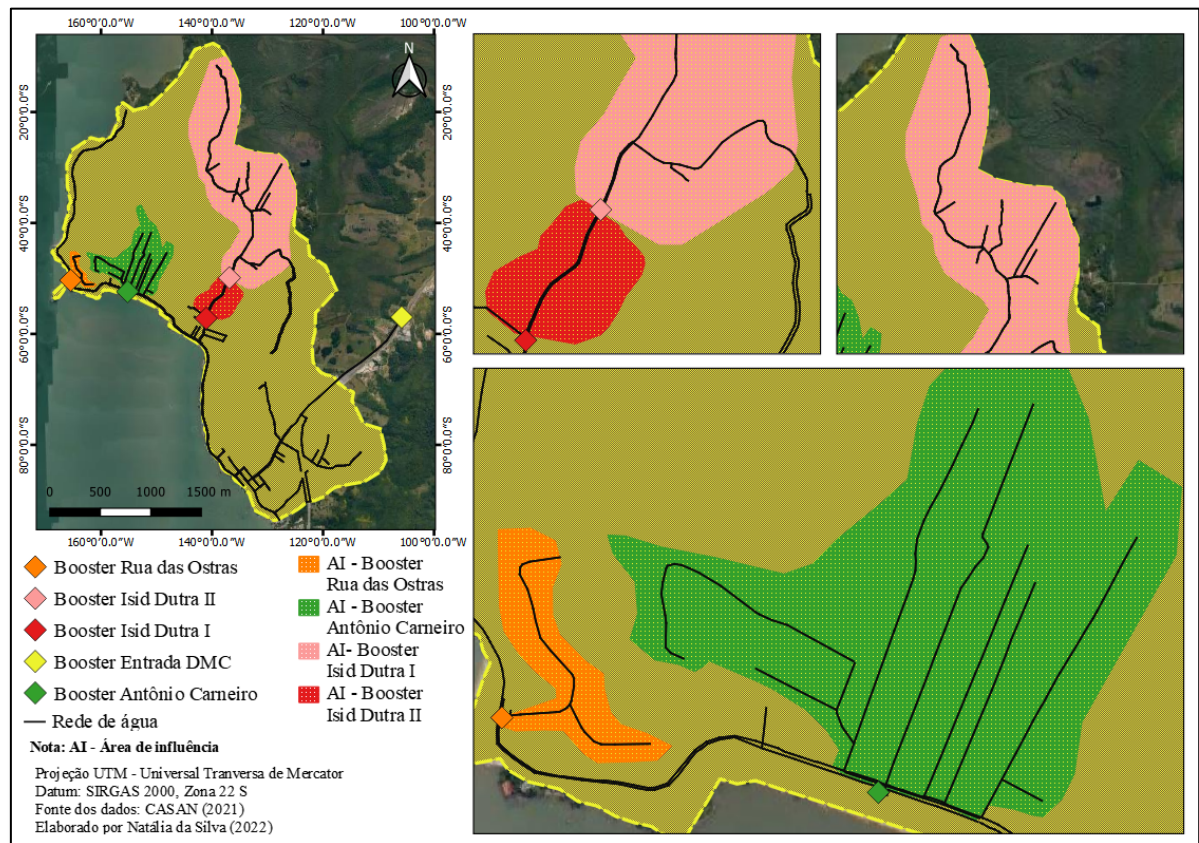 160°0'0.0"W 140°0'0.0"W 120°0'0.0"W 100°0'0.0"W
N
20°0'0.0"S 20°0'0.0"S
40°0'0.0"S 40°0'0.0"S
60°0'0.0"S 60°0'0.0"S
80°0'0.0"S 80°0'0.0"S
0 500 1000 1500 m
160°0'0.0"W 140°0'0.0"W 120°0'0.0"W 100°0'0.0"W
Booster Rua das Ostras
Booster Isid Dutra II
Booster Isid Dutra I
Booster Entrada DMC
Booster Antônio Carneiro
Rede de água
AI - Booster
Rua das Ostras
AI - Booster
Antônio Carneiro
AI- Booster
Isid Dutra I
AI - Booster
Isid Dutra II
Nota: AI - Área de influência
Projeção UTM - Universal Tranversa de Mercator
Datum: SIRGAS 2000, Zona 22 S
Fonte dos dados: CASAN (2021)
Elaborado por Natália da Silva (2022)